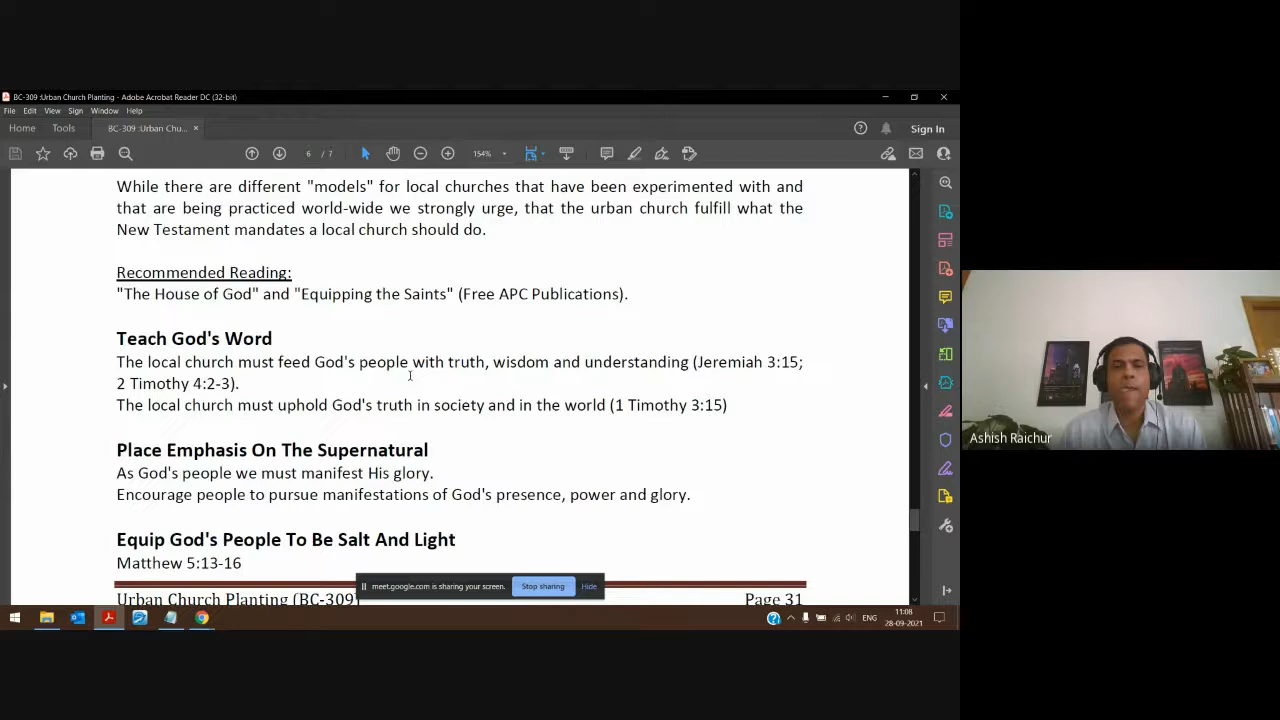 BC-309 :Urban Church Planting - Adobe Acrobat Reader DC (32-bit)
File Edit View Sign Window Help
Home Tools BC-309 :Urban Chu... × Sign In
6 / 7 154%
While there are different "models" for local churches that have been experimented with and
that are being practiced world-wide we strongly urge, that the urban church fulfill what the
New Testament mandates a local church should do.
Recommended Reading:
"The House of God" and "Equipping the Saints" (Free APC Publications).
Teach God's Word
The local church must feed God's people with truth, wisdom and understanding (Jeremiah 3:15;
2 Timothy 4:2-3).
The local church must uphold God's truth in society and in the world (1 Timothy 3:15)
Place Emphasis On The Supernatural
As God's people we must manifest His glory.
Encourage people to pursue manifestations of God's presence, power and glory.
Equip God's People To Be Salt And Light
Matthew 5:13-16
meet.google.com is sharing your screen. Stop sharing Hide
Urban Church Planting (BC-309) Page 31
ENG 11:08
28-09-2021
Ashish Raichur